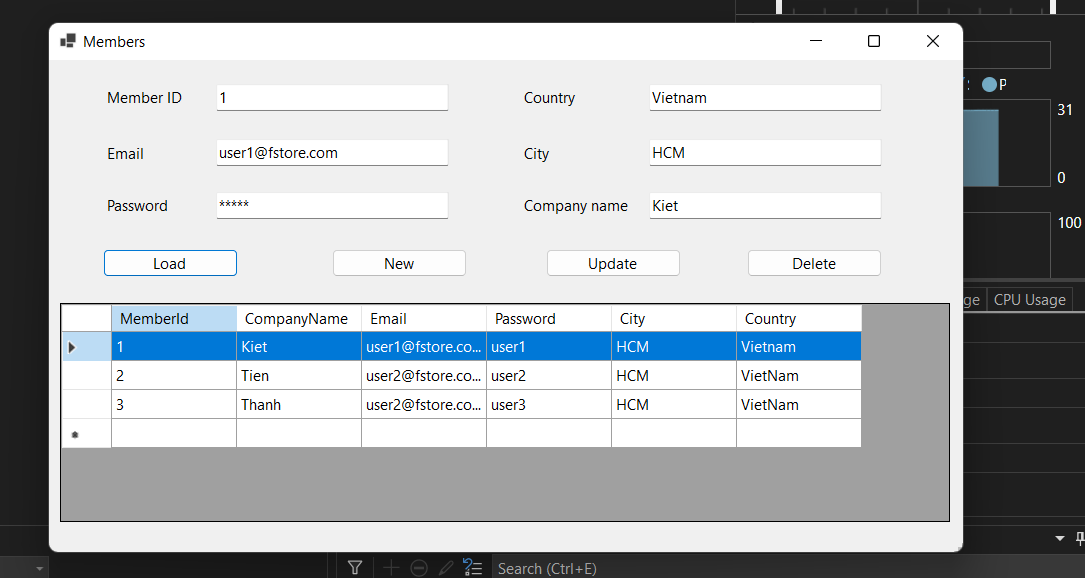 Members
Member ID 1 Country Vietnam
Email user1@fstore.com City HCM
Password ***** Company name Kiet
Load New Update Delete
MemberId CompanyName Email Password City Country
1 Kiet user1@fstore.co... user1 HCM Vietnam
2 Tien user2@fstore.co... user2 HCM VietNam
3 Thanh user2@fstore.co... user3 HCM VietNam
P
31
0
100
ge CPU Usage
Search (Ctrl+E)